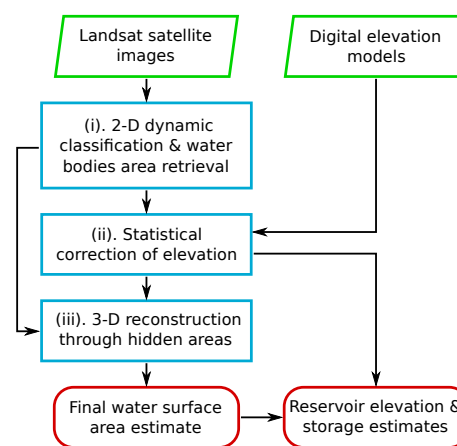 Landsat satellite
images
Digital elevation
models
(i). 2-D dynamic
classification & water
bodies area retrieval
(ii). Statistical
correction of elevation
(iii). 3-D reconstruction
through hidden areas
Final water surface
area estimate
Reservoir elevation &
storage estimates